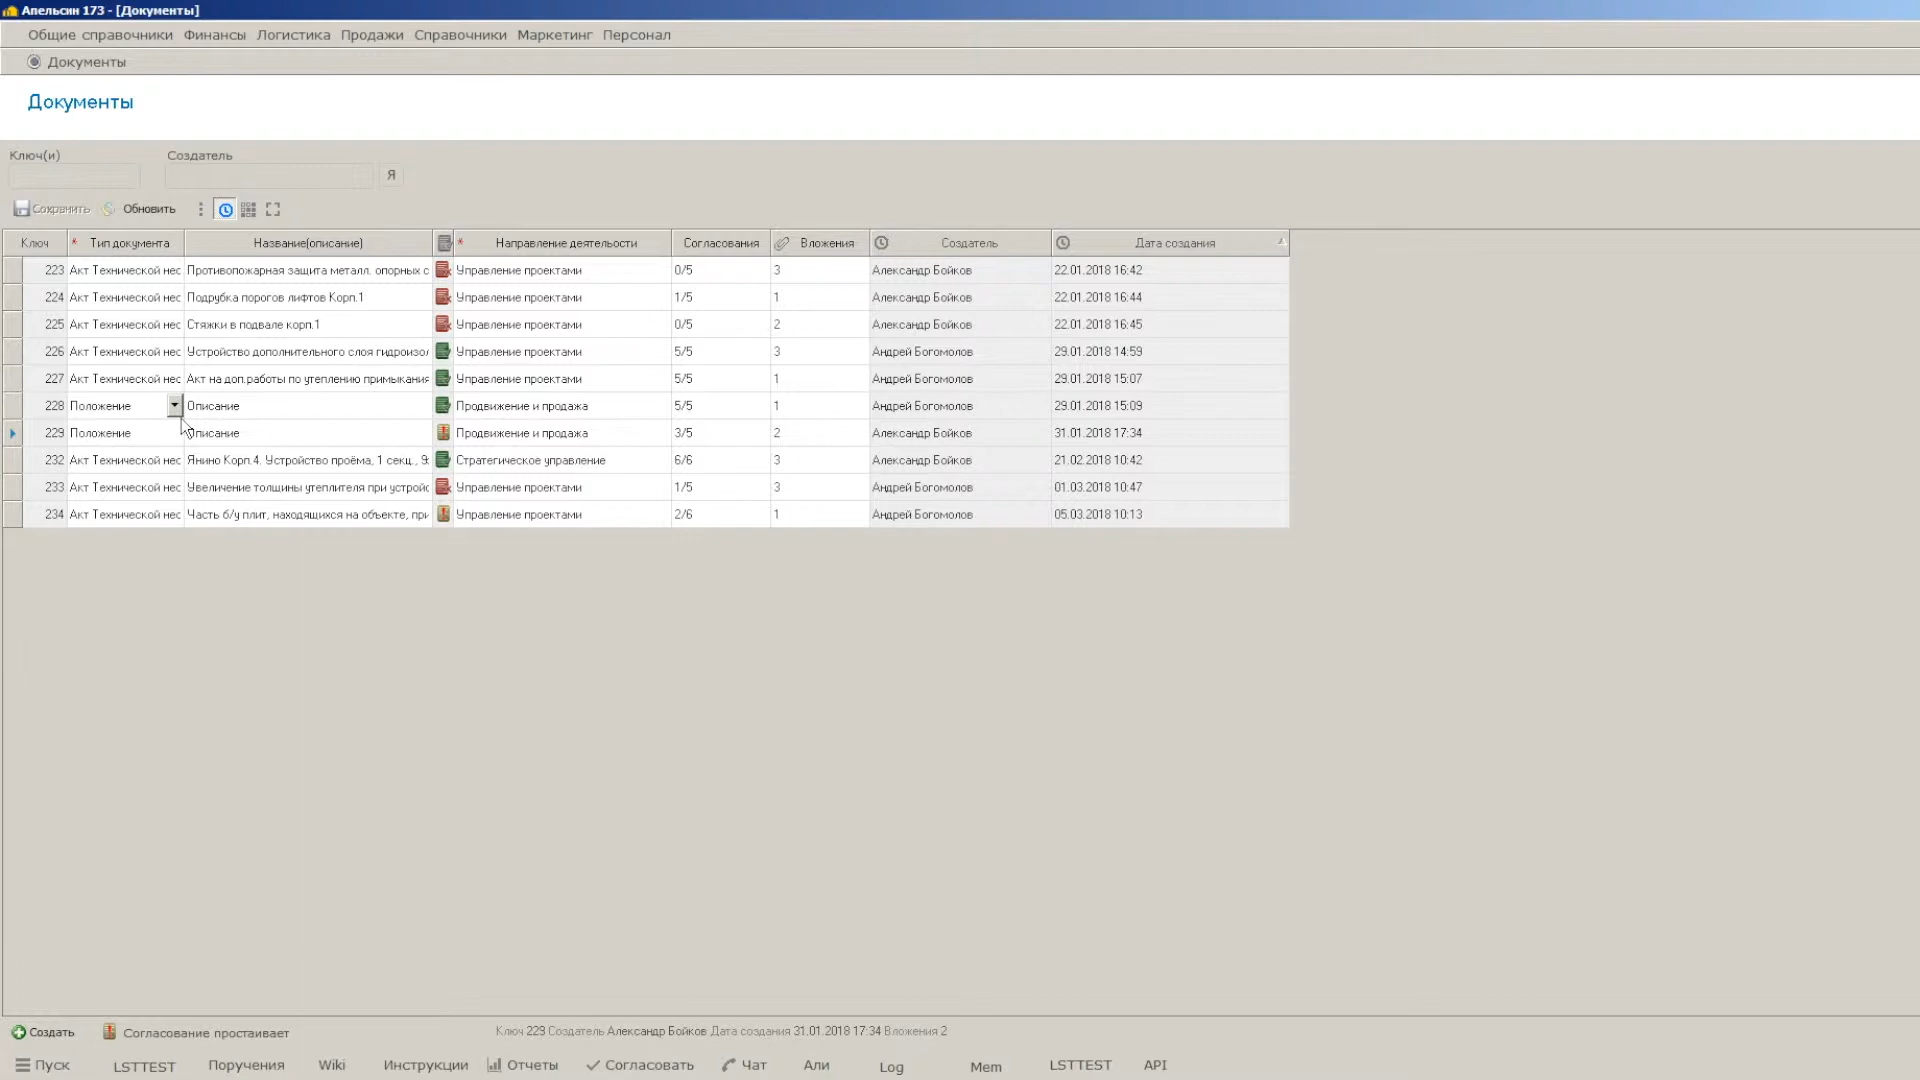 Апельсин 173 - [Документы]
Общие справочники Финансы Логистика Продажи Справочники Маркетинг Персонал
Документы
Документы
Ключ(и) Создатель
Я
Сохранить Обновить
Ключ * Тип документа Название(описание) * Направление деятельности Согласования Вложения Создатель Дата создания
223 Акт Технической нес Противопожарная защита металл. опорных с Управление проектами 0/5 3 Александр Бойков 22.01.2018 16:42
224 Акт Технической нес Подрубка порогов лифтов Корп.1 Управление проектами 1/5 1 Александр Бойков 22.01.2018 16:44
225 Акт Технической нес Стяжки в подвале корп.1 Управление проектами 0/5 2 Александр Бойков 22.01.2018 16:45
226 Акт Технической нес Устройство дополнительного слоя гидроизол Управление проектами 5/5 3 Андрей Богомолов 29.01.2018 14:59
227 Акт Технической нес Акт на доп.работы по утеплению примыкания Управление проектами 5/5 1 Андрей Богомолов 29.01.2018 15:07
228 Положение Описание Продвижение и продажа 5/5 1 Андрей Богомолов 29.01.2018 15:09
229 Положение Описание Продвижение и продажа 3/5 2 Александр Бойков 31.01.2018 17:34
232 Акт Технической нес Янино Корп.4. Устройство проёма, 1 секц., 9 Стратегическое управление 6/6 3 Александр Бойков 21.02.2018 10:42
233 Акт Технической нес Увеличение толщины утеплителя при устройс Управление проектами 1/5 3 Андрей Богомолов 01.03.2018 10:47
234 Акт Технической нес Часть б/у плит, находящихся на объекте, при Управление проектами 2/6 1 Андрей Богомолов 05.03.2018 10:13
Создать Согласование простаивает Ключ 229 Создатель Александр Бойков Дата создания 31.01.2018 17:34 Вложения 2
Пуск LSTTEST Поручения Wiki Инструкции Отчеты Согласовать Чат Али Log Mem LSTTEST API